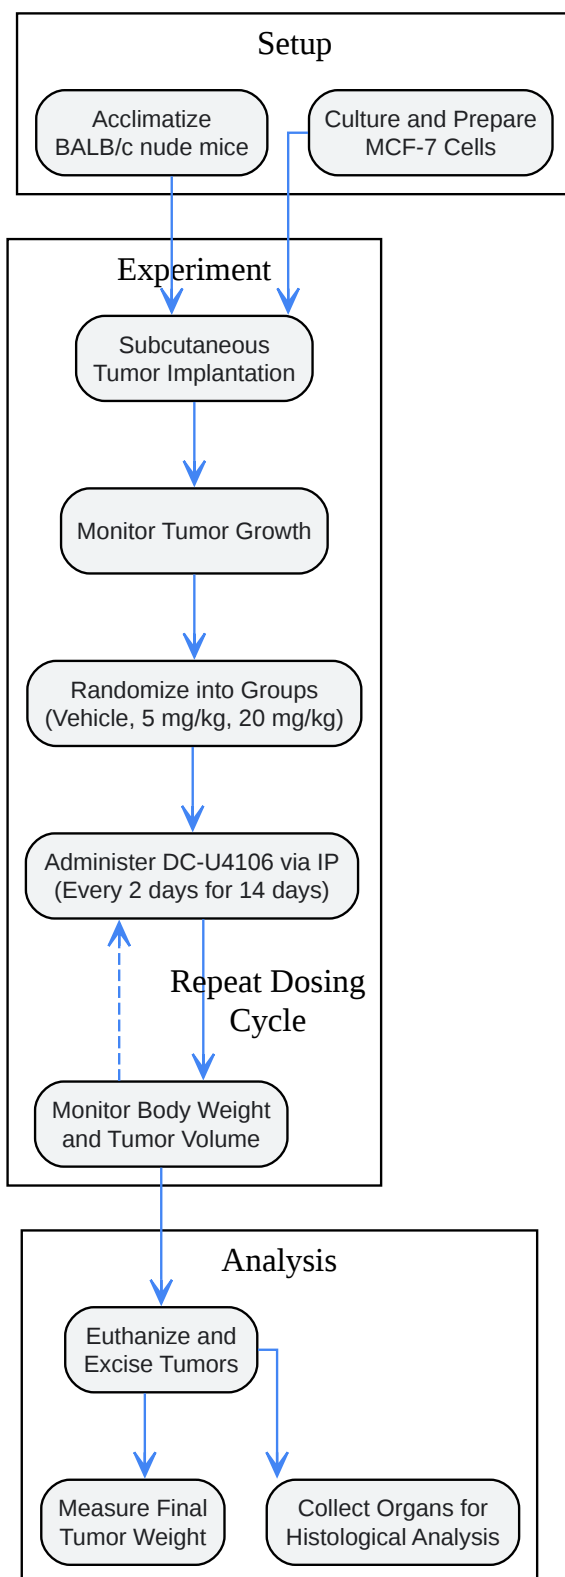 Setup
Acclimatize
BALB/c nude mice
Culture and Prepare
MCF-7 Cells
Experiment
Subcutaneous
Tumor Implantation
Monitor Tumor Growth
Randomize into Groups
(Vehicle, 5 mg/kg, 20 mg/kg)
Administer DC-U4106 via IP
(Every 2 days for 14 days)
Repeat Dosing
Cycle
Monitor Body Weight
and Tumor Volume
Analysis
Euthanize and
Excise Tumors
Measure Final
Tumor Weight
Collect Organs for
Histological Analysis